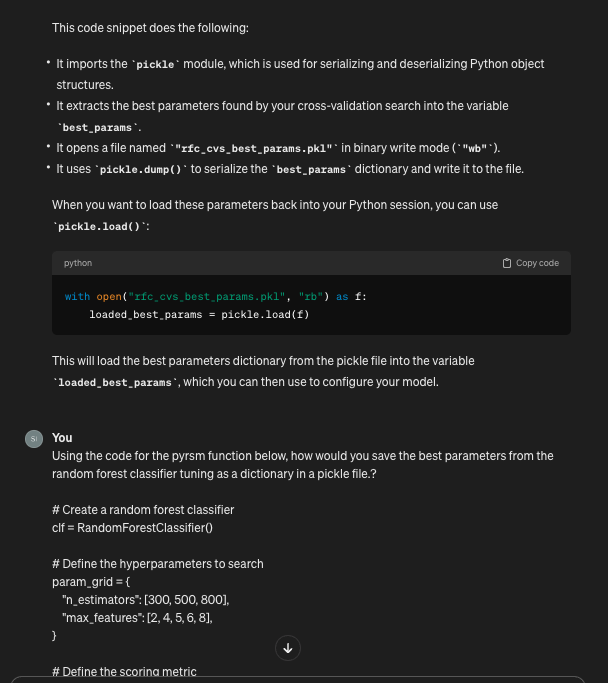 This code snippet does the following:
• It imports the `pickle` module, which is used for serializing and deserializing Python object
structures.
• It extracts the best parameters found by your cross-validation search into the variable
`best_params`.
• It opens a file named `"rfc_cvs_best_params.pkl"` in binary write mode (`"wb"`).
• It uses `pickle.dump()` to serialize the `best_params` dictionary and write it to the file.
When you want to load these parameters back into your Python session, you can use
`pickle.load()`:
python
Copy code
with open("rfc_cvs_best_params.pkl", "rb") as f:
    loaded_best_params = pickle.load(f)
This will load the best parameters dictionary from the pickle file into the variable
`loaded_best_params`, which you can then use to configure your model.
You
Using the code for the pyrsm function below, how would you save the best parameters from the
random forest classifier tuning as a dictionary in a pickle file.?
# Create a random forest classifier
clf = RandomForestClassifier()
# Define the hyperparameters to search
param_grid = {
    "n_estimators": [300, 500, 800],
    "max_features": [2, 4, 5, 6, 8],
}
# Define the scoring metric